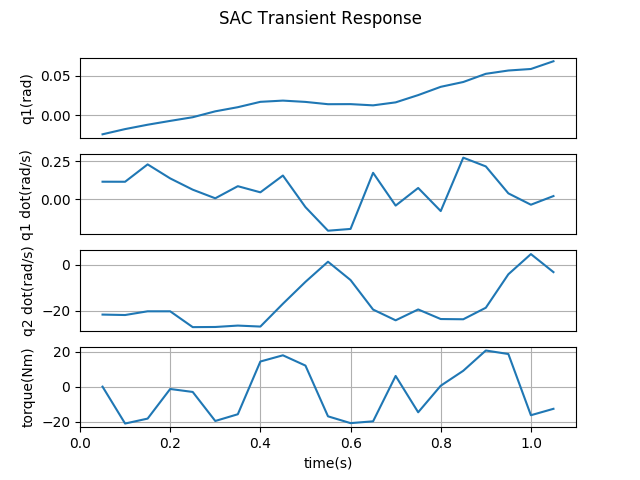 SAC Transient Response
q1(rad)
0.05
0.00
q1 dot(rad/s)
0.25
0.00
q2 dot(rad/s)
0
−20
torque(Nm)
20
0
−20
0.0 0.2 0.4 0.6 0.8 1.0
time(s)